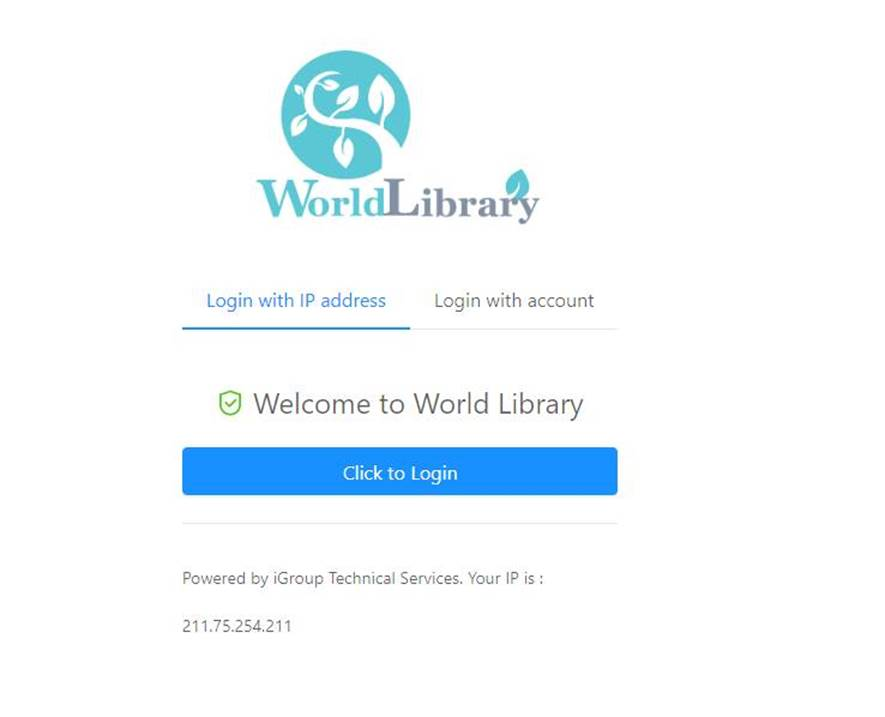 WorldLibrary
Login with IP address Login with account
Welcome to World Library
Click to Login
Powered by iGroup Technical Services. Your IP is :
211.75.254.211